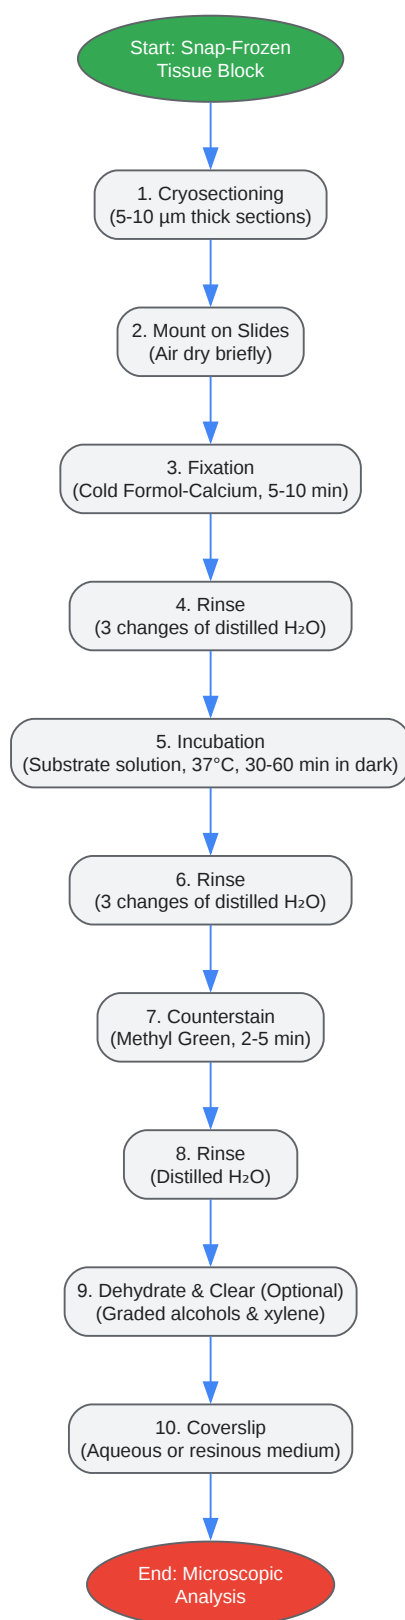 Start: Snap-Frozen
Tissue Block
1. Cryosectioning
(5-10 µm thick sections)
2. Mount on Slides
(Air dry briefly)
3. Fixation
(Cold Formol-Calcium, 5-10 min)
4. Rinse
(3 changes of distilled H₂O)
5. Incubation
(Substrate solution, 37°C, 30-60 min in dark)
6. Rinse
(3 changes of distilled H₂O)
7. Counterstain
(Methyl Green, 2-5 min)
8. Rinse
(Distilled H₂O)
9. Dehydrate & Clear (Optional)
(Graded alcohols & xylene)
10. Coverslip
(Aqueous or resinous medium)
End: Microscopic
Analysis